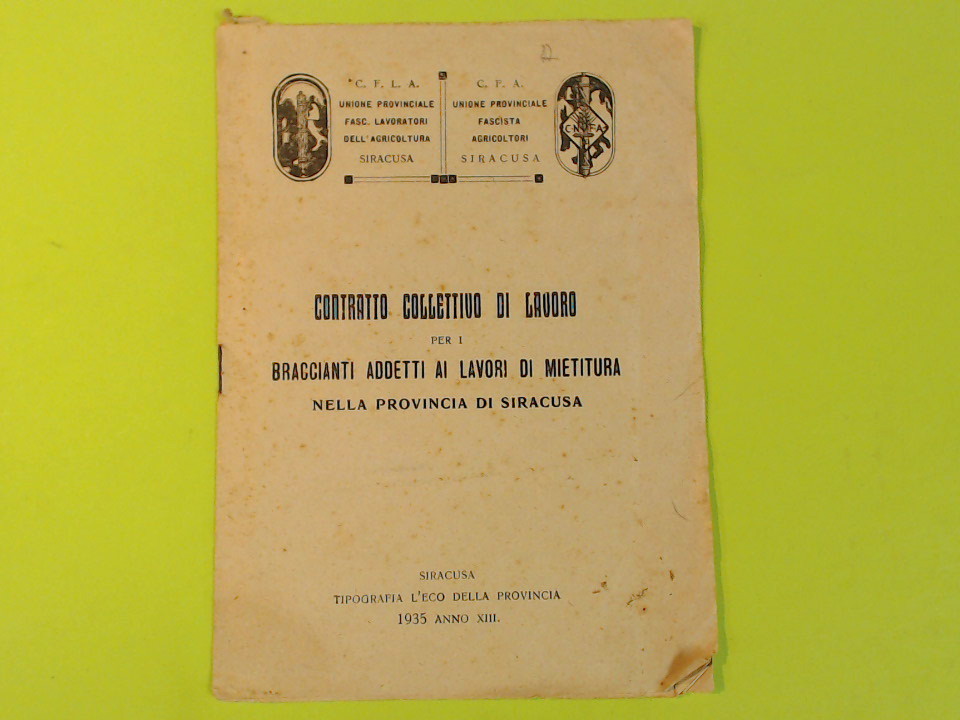 C. F. L. A.
UNIONE PROVINCIALE
FASC. LAVORATORI
DELL'AGRICOLTURA
SIRACUSA
C. F. A.
UNIONE PROVINCIALE
FASCISTA
AGRICOLTORI
SIRACUSA
C·N·F·A
CONTRATTO COLLETTIVO DI LAVORO
PER I
BRACCIANTI ADDETTI AI LAVORI DI MIETITURA
NELLA PROVINCIA DI SIRACUSA
SIRACUSA
TIPOGRAFIA L'ECO DELLA PROVINCIA
1935 ANNO XIII.